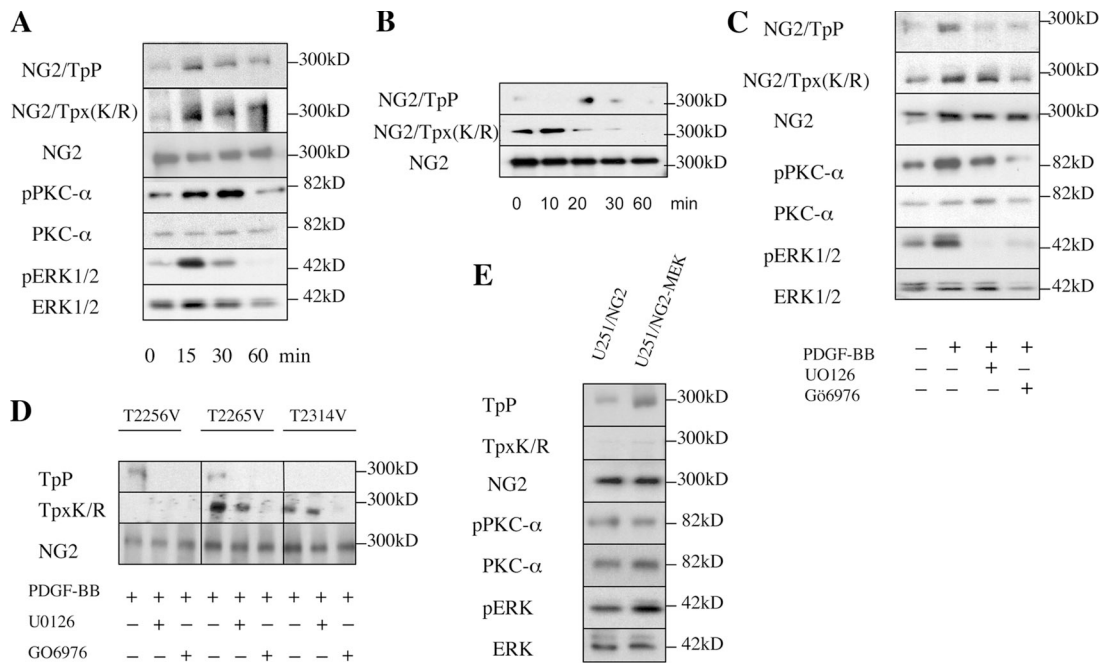 A
NG2/TpP 300kD
NG2/Tpx(K/R) 300kD
NG2 300kD
pPKC-α 82kD
PKC-α 82kD
pERK1/2 42kD
ERK1/2 42kD
0 15 30 60 min
B
NG2/TpP 300kD
NG2/Tpx(K/R) 300kD
NG2 300kD
0 10 20 30 60 min
C
NG2/TpP 300kD
NG2/Tpx(K/R) 300kD
NG2 300kD
pPKC-α 82kD
PKC-α 82kD
pERK1/2 42kD
ERK1/2 42kD
PDGF-BB – + + +
UO126 – – + –
Gö6976 – – – +
D
T2256V T2265V T2314V
TpP 300kD
TpxK/R 300kD
NG2 300kD
PDGF-BB + + + + + + + + +
U0126 – + – – + – – + –
GO6976 – – + – – + – – +
E
U251/NG2 U251/NG2-MEK
TpP 300kD
TpxK/R 300kD
NG2 300kD
pPKC-α 82kD
PKC-α 82kD
pERK 42kD
ERK 42kD